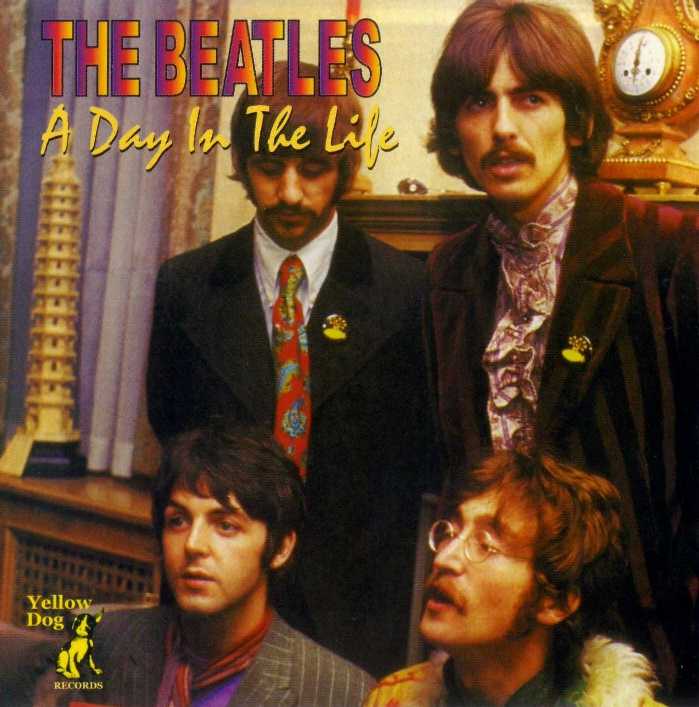 THE BEATLES
A Day In The Life
Yellow
Dog
RECORDS